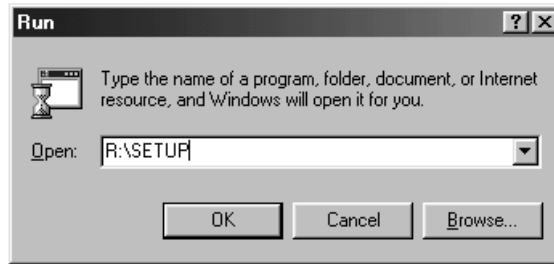 Run
Type the name of a program, folder, document, or Internet
resource, and Windows will open it for you.
Open: R:\SETUP
OK Cancel Browse...